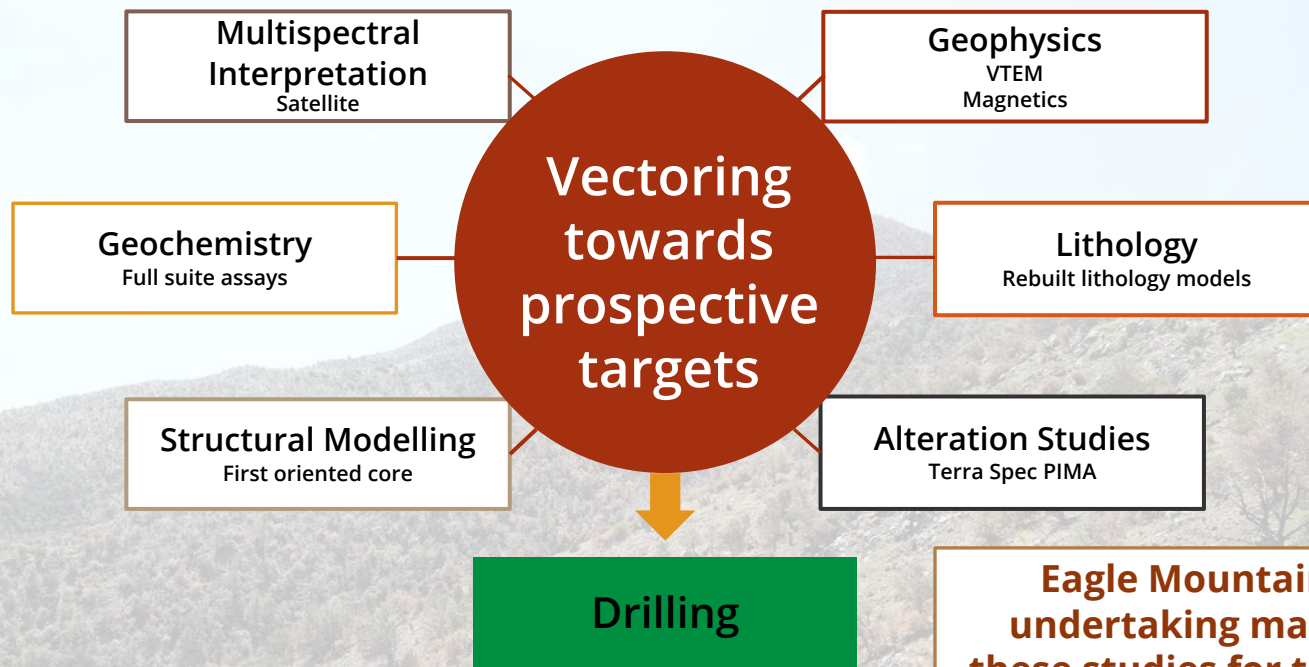 Multispectral
Interpretation
Satellite
Geophysics
VTEM
Magnetics
Vectoring
towards
prospective
targets
Geochemistry
Full suite assays
Lithology
Rebuilt lithology models
Structural Modelling
First oriented core
Alteration Studies
Terra Spec PIMA
Drilling
Eagle
undertaking